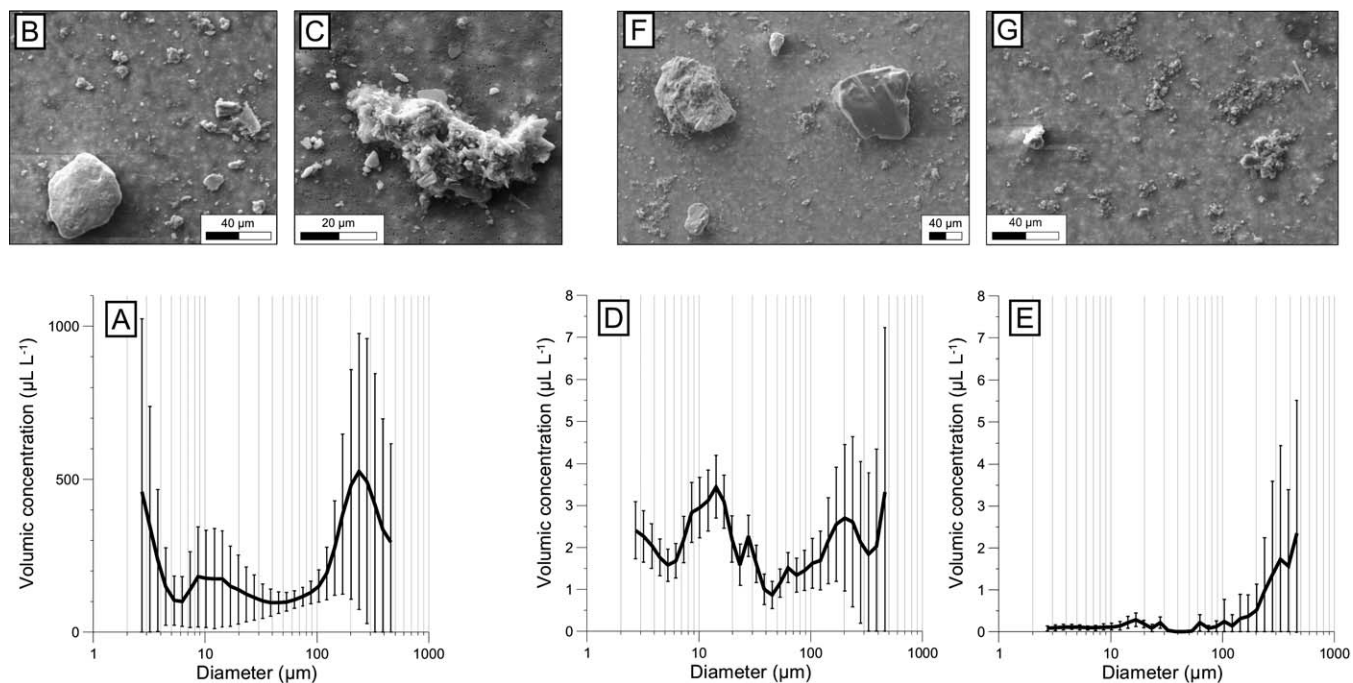 B
40 µm
C
20 µm
F
40 µm
G
40 µm
A
Volumic concentration (µL L⁻¹)
1000
500
0
1 10 100 1000
Diameter (µm)
D
Volumic concentration (µL L⁻¹)
8
7
6
5
4
3
2
1
0
1 10 100 1000
Diameter (µm)
E
Volumic concentration (µL L⁻¹)
8
7
6
5
4
3
2
1
0
1 10 100 1000
Diameter (µm)